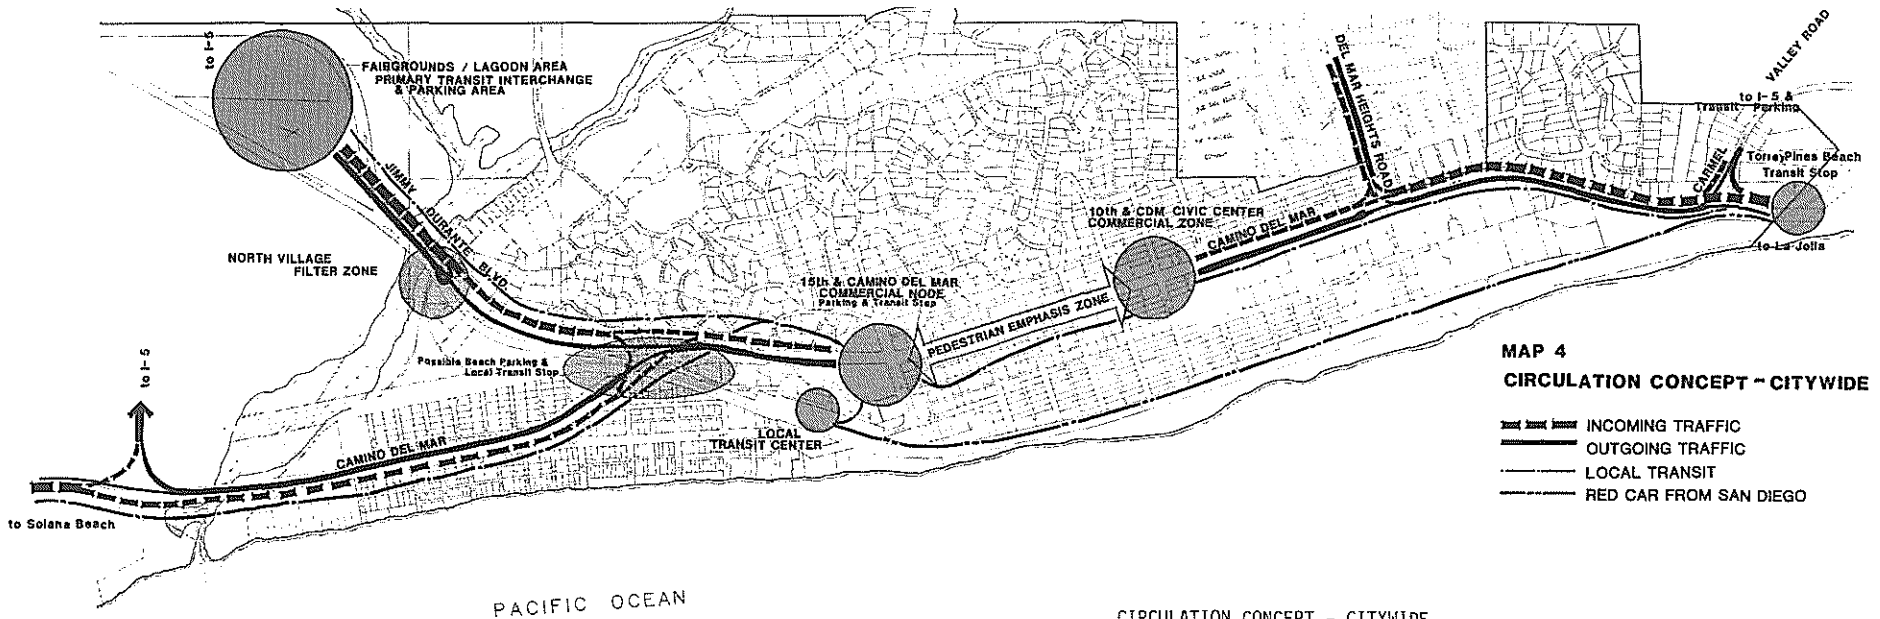 to I-5
FAIRGROUNDS / LAGOON AREA
PRIMARY TRANSIT INTERCHANGE
& PARKING AREA
JIMMY DURANTE BLVD.
NORTH VILLAGE
FILTER ZONE
to I-5
to Solana Beach
CAMINO DEL MAR
Possible Beach Parking &
Local Transit Stop
15th & CAMINO DEL MAR
COMMERCIAL NODE
Parking & Transit Stop
LOCAL
TRANSIT CENTER
PEDESTRIAN EMPHASIS ZONE
10th & CDM CIVIC CENTER
COMMERCIAL ZONE
CAMINO DEL MAR
DEL MAR HEIGHTS ROAD
CARMEL
VALLEY ROAD
to I-5 &
Transit Parking
Torrey Pines Beach
Transit Stop
to La Jolla
PACIFIC OCEAN
MAP 4
CIRCULATION CONCEPT - CITYWIDE
INCOMING TRAFFIC
OUTGOING TRAFFIC
LOCAL TRANSIT
RED CAR FROM SAN DIEGO
CIRCULATION CONCEPT - CITYWIDE